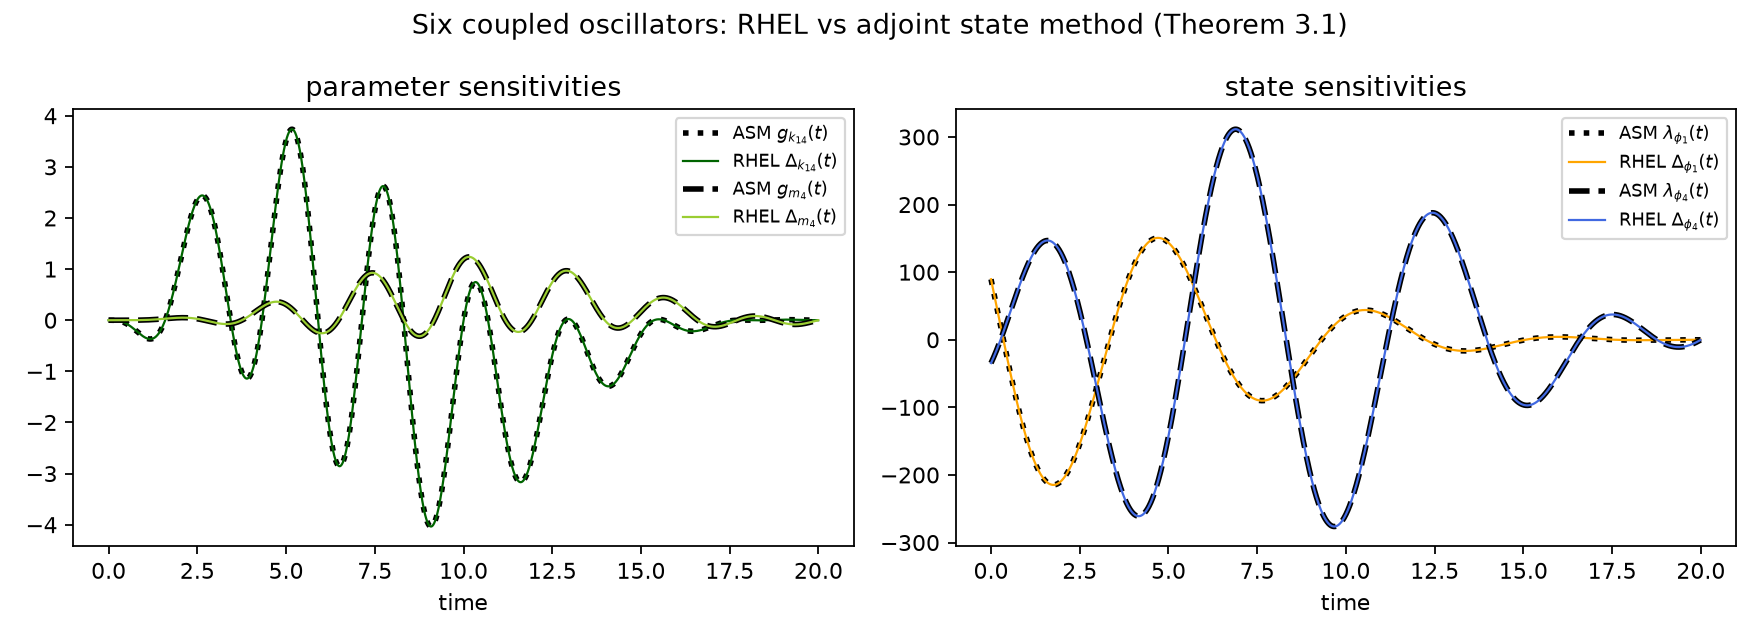 Six coupled oscillators: RHEL vs adjoint state method (Theorem 3.1)
parameter sensitivities
4
3
2
1
0
−1
−2
−3
−4
ASM g_{k_{14}}(t)
RHEL Δ_{k_{14}}(t)
ASM g_{m_4}(t)
RHEL Δ_{m_4}(t)
0.0 2.5 5.0 7.5 10.0 12.5 15.0 17.5 20.0
time
state sensitivities
300
200
100
0
−100
−200
−300
ASM λ_{ϕ_1}(t)
RHEL Δ_{ϕ_1}(t)
ASM λ_{ϕ_4}(t)
RHEL Δ_{ϕ_4}(t)
0.0 2.5 5.0 7.5 10.0 12.5 15.0 17.5 20.0
time